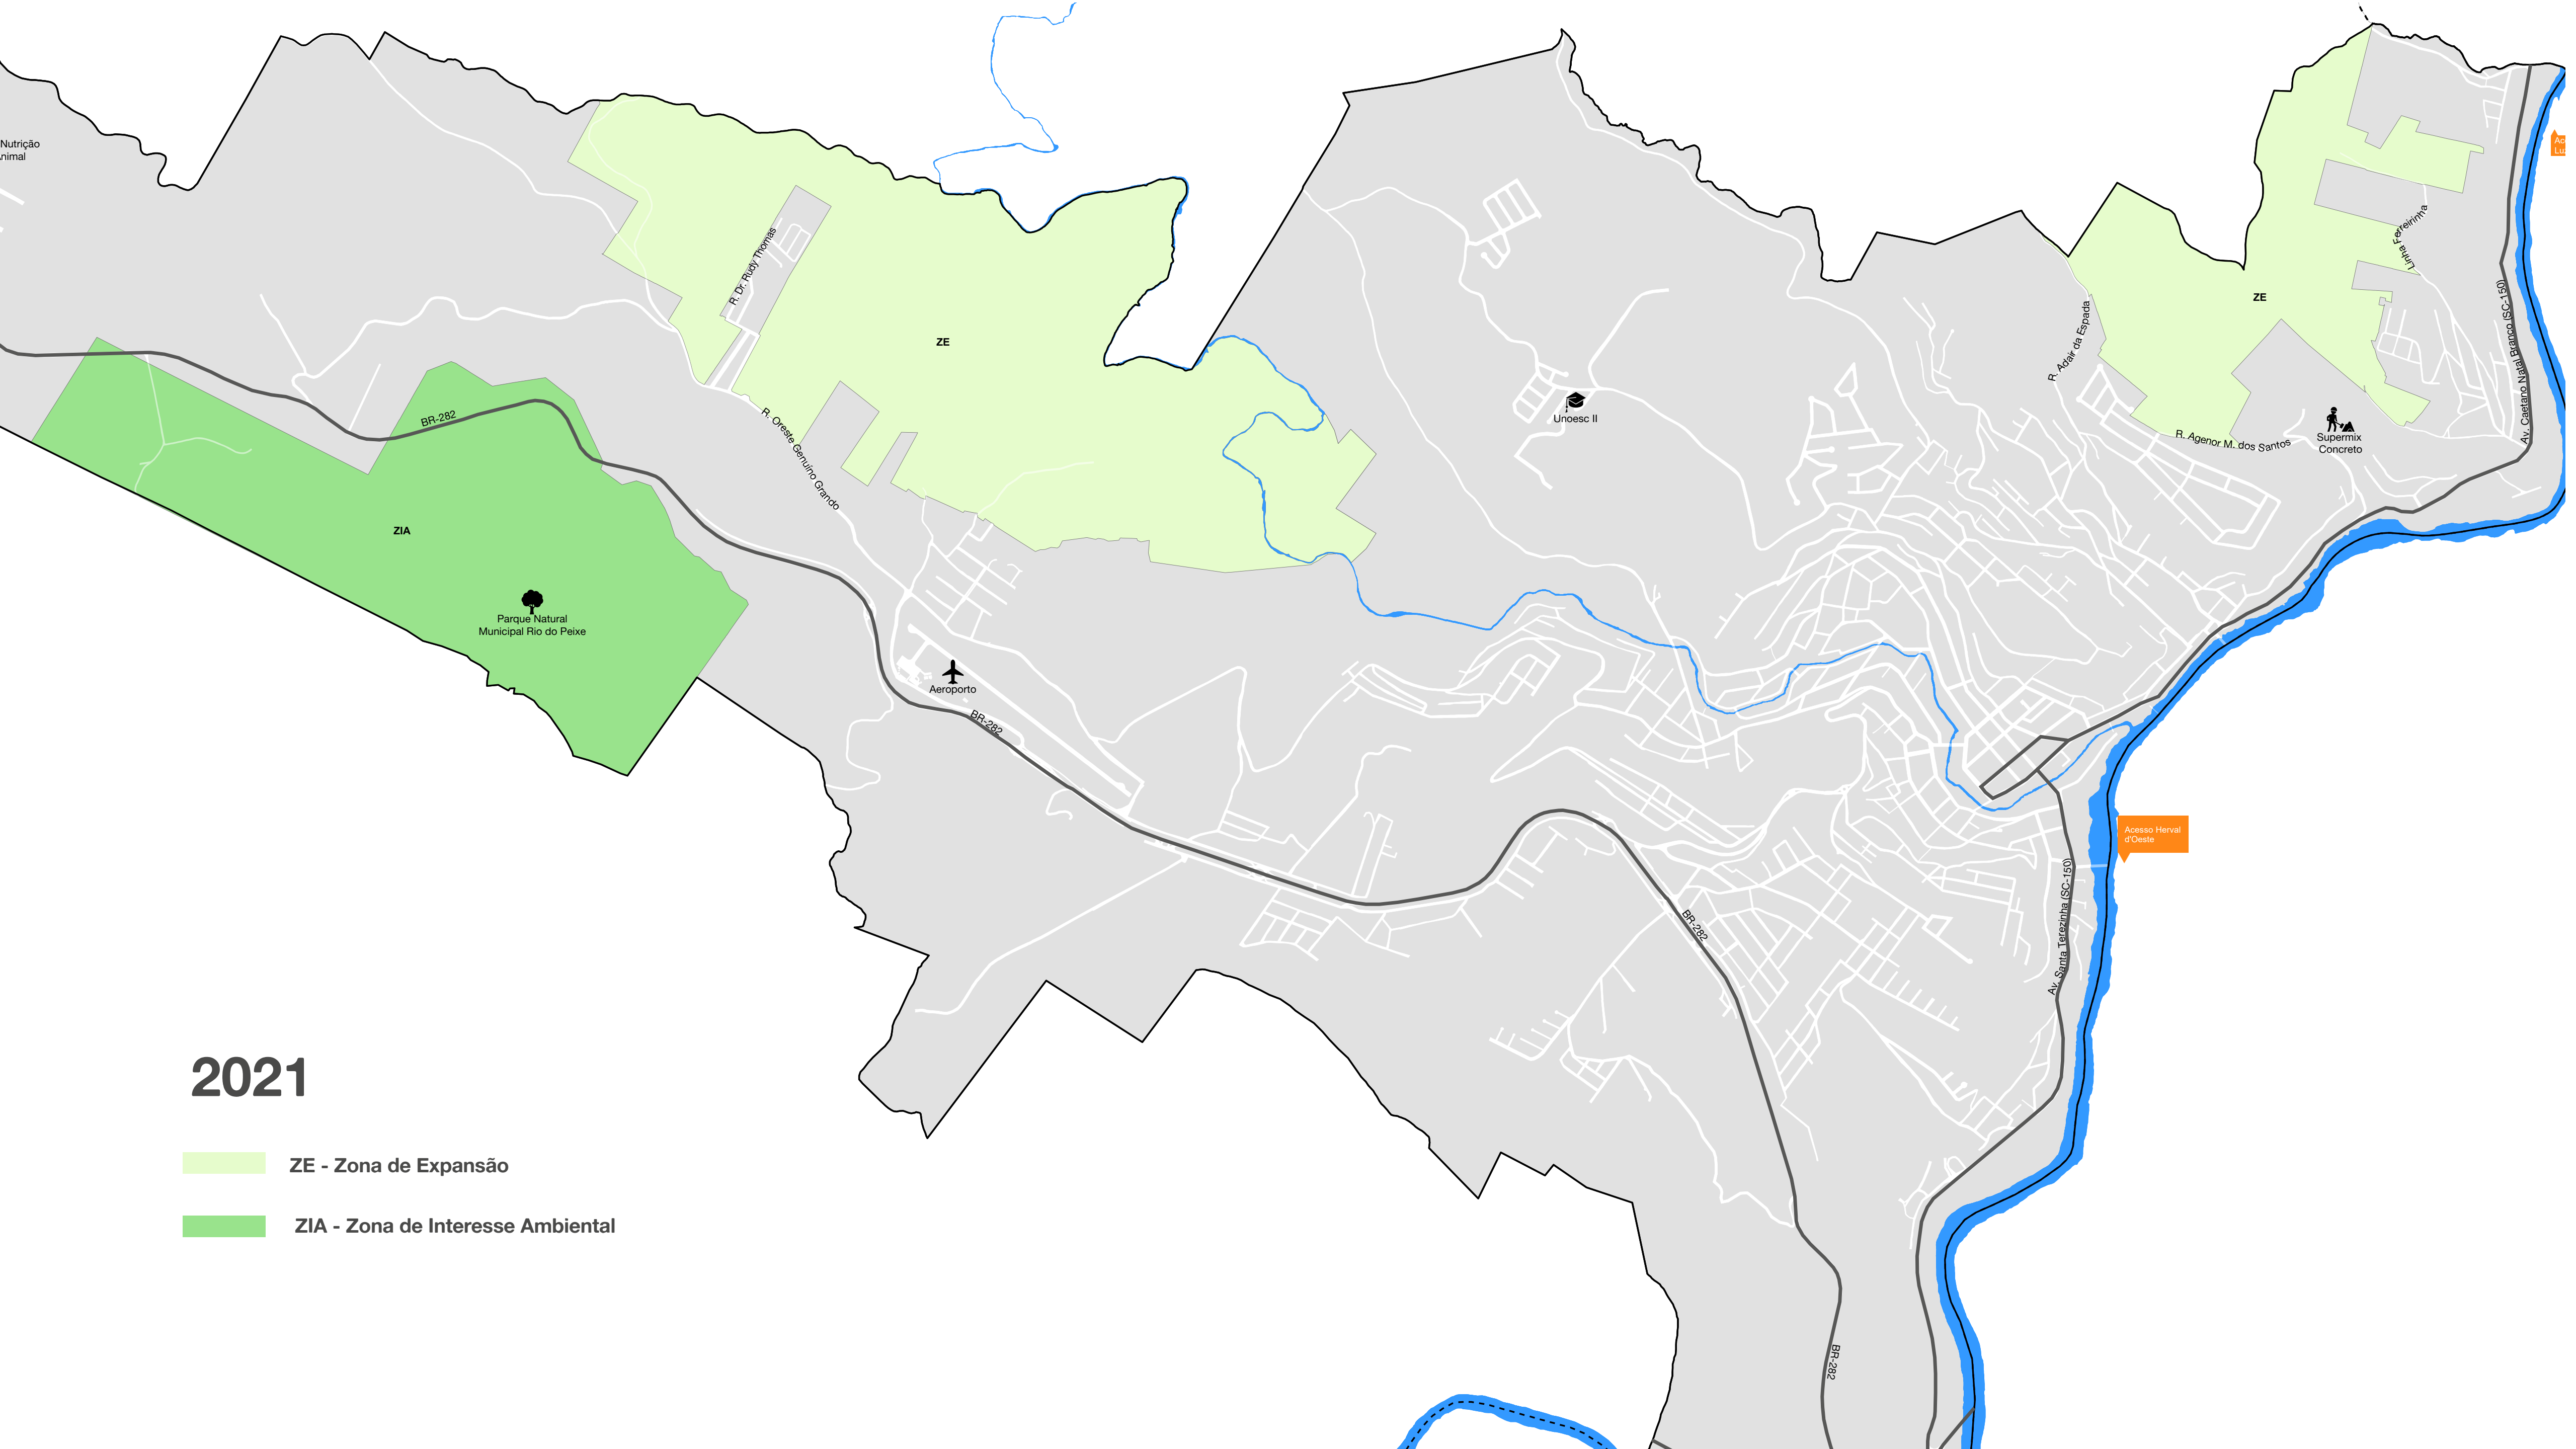 Nutrição
Animal
Linha Ferreirinha
R. Dr. Rudy Thomas
ZE
ZE
Av. Caetano Natal Branco (SC-150)
R. Adair da Espada
BR-282
R. Oreste Genuíno Grando
Unoesc II
R. Agenor M. dos Santos
Supermix
Concreto
ZIA
Parque Natural
Municipal Rio do Peixe
Aeroporto
BR-282
Acesso Herval
d'Oeste
Av. Santa Terezinha (SC-150)
BR-282
2021
ZE - Zona de Expansão
ZIA - Zona de Interesse Ambiental
BR-282